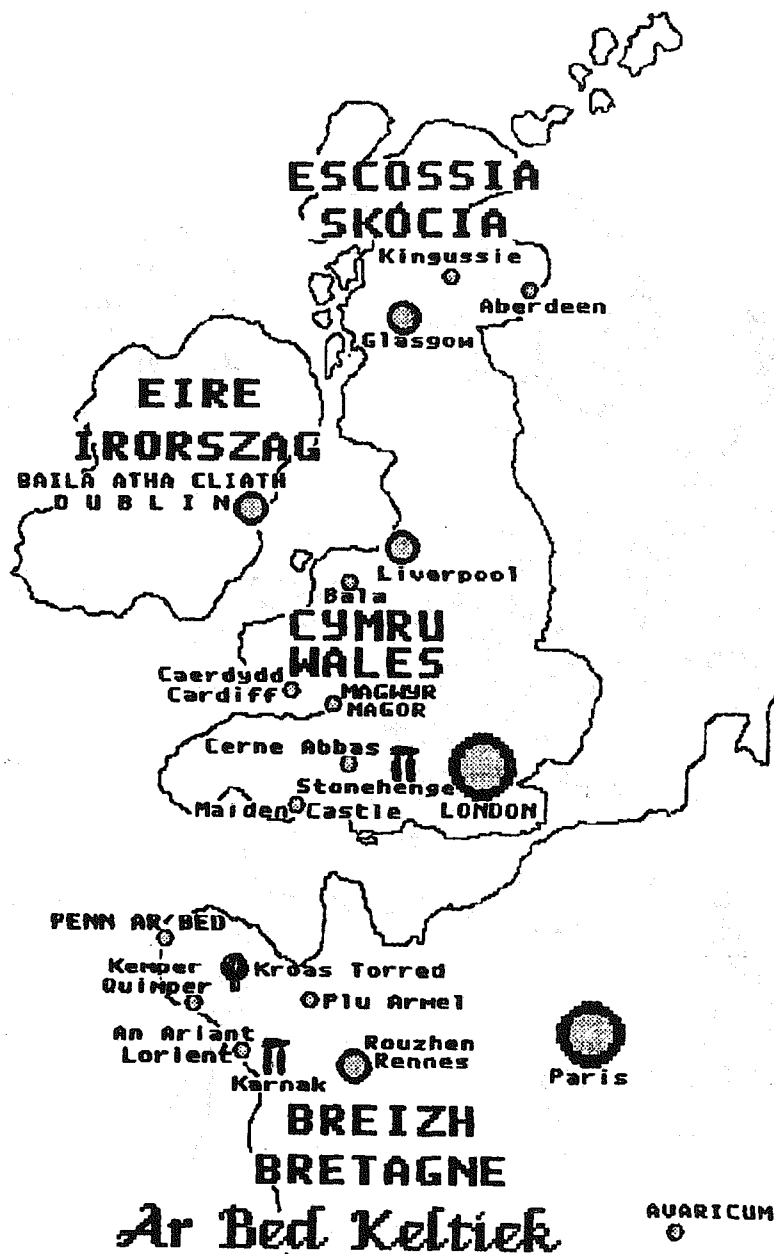 ESCOSSIA
SKÓCIA
Kingussie
Aberdeen
Glasgow
EIRE
ÍRORSZAG
BAILA ATHA CLIATH
DUBLIN
Liverpool
Bala
CYMRU
WALES
Caerdydd
Cardiff
MAGWYR
MAGOR
Cerne Abbas
Stonehenge
Maiden Castle
LONDON
PENN AR BED
Kemper
Quimper
Kroas Torred
Plu Armel
An Ariant
Lorient
Karnak
Rouzhen
Rennes
Paris
BREIZH
BRETAGNE
Ar Bed Keltiek
AVARICUM